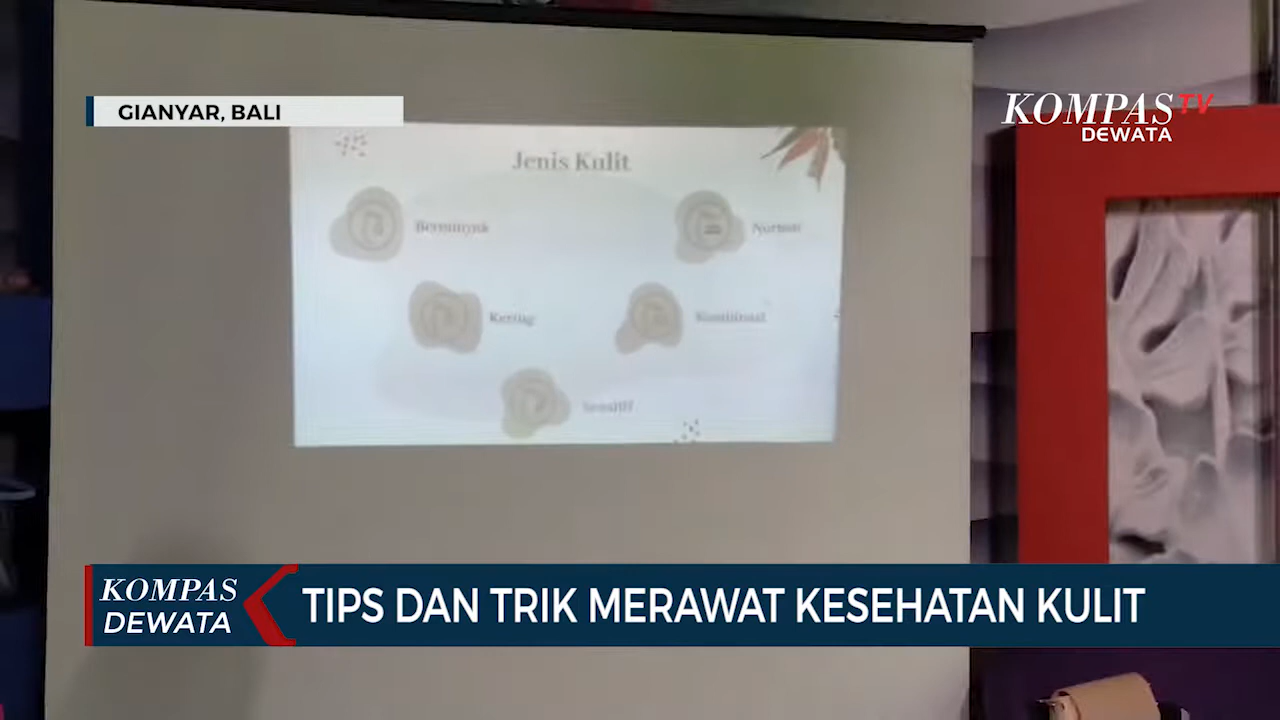 GIANYAR, BALI
KOMPAS TV
DEWATA
Jenis Kulit
Berminyak
Normal
Kering
Kombinasi
Sensitif
KOMPAS
DEWATA
TIPS DAN TRIK MERAWAT KESEHATAN KULIT